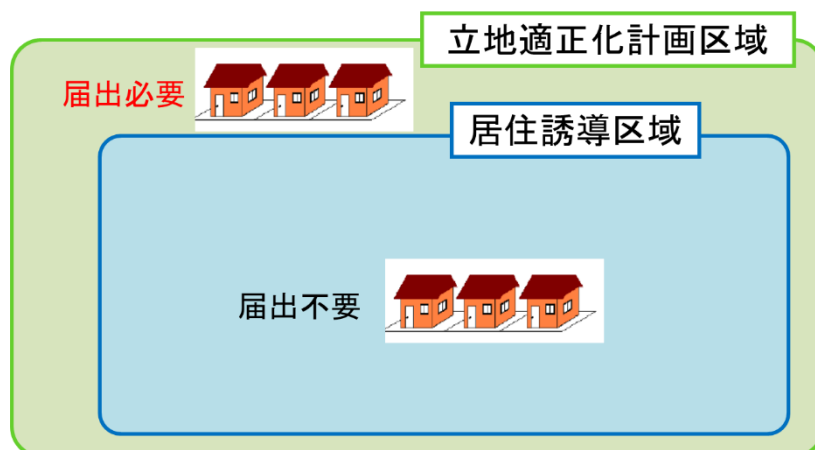 立地適正化計画区域
届出必要
居住誘導区域
届出不要